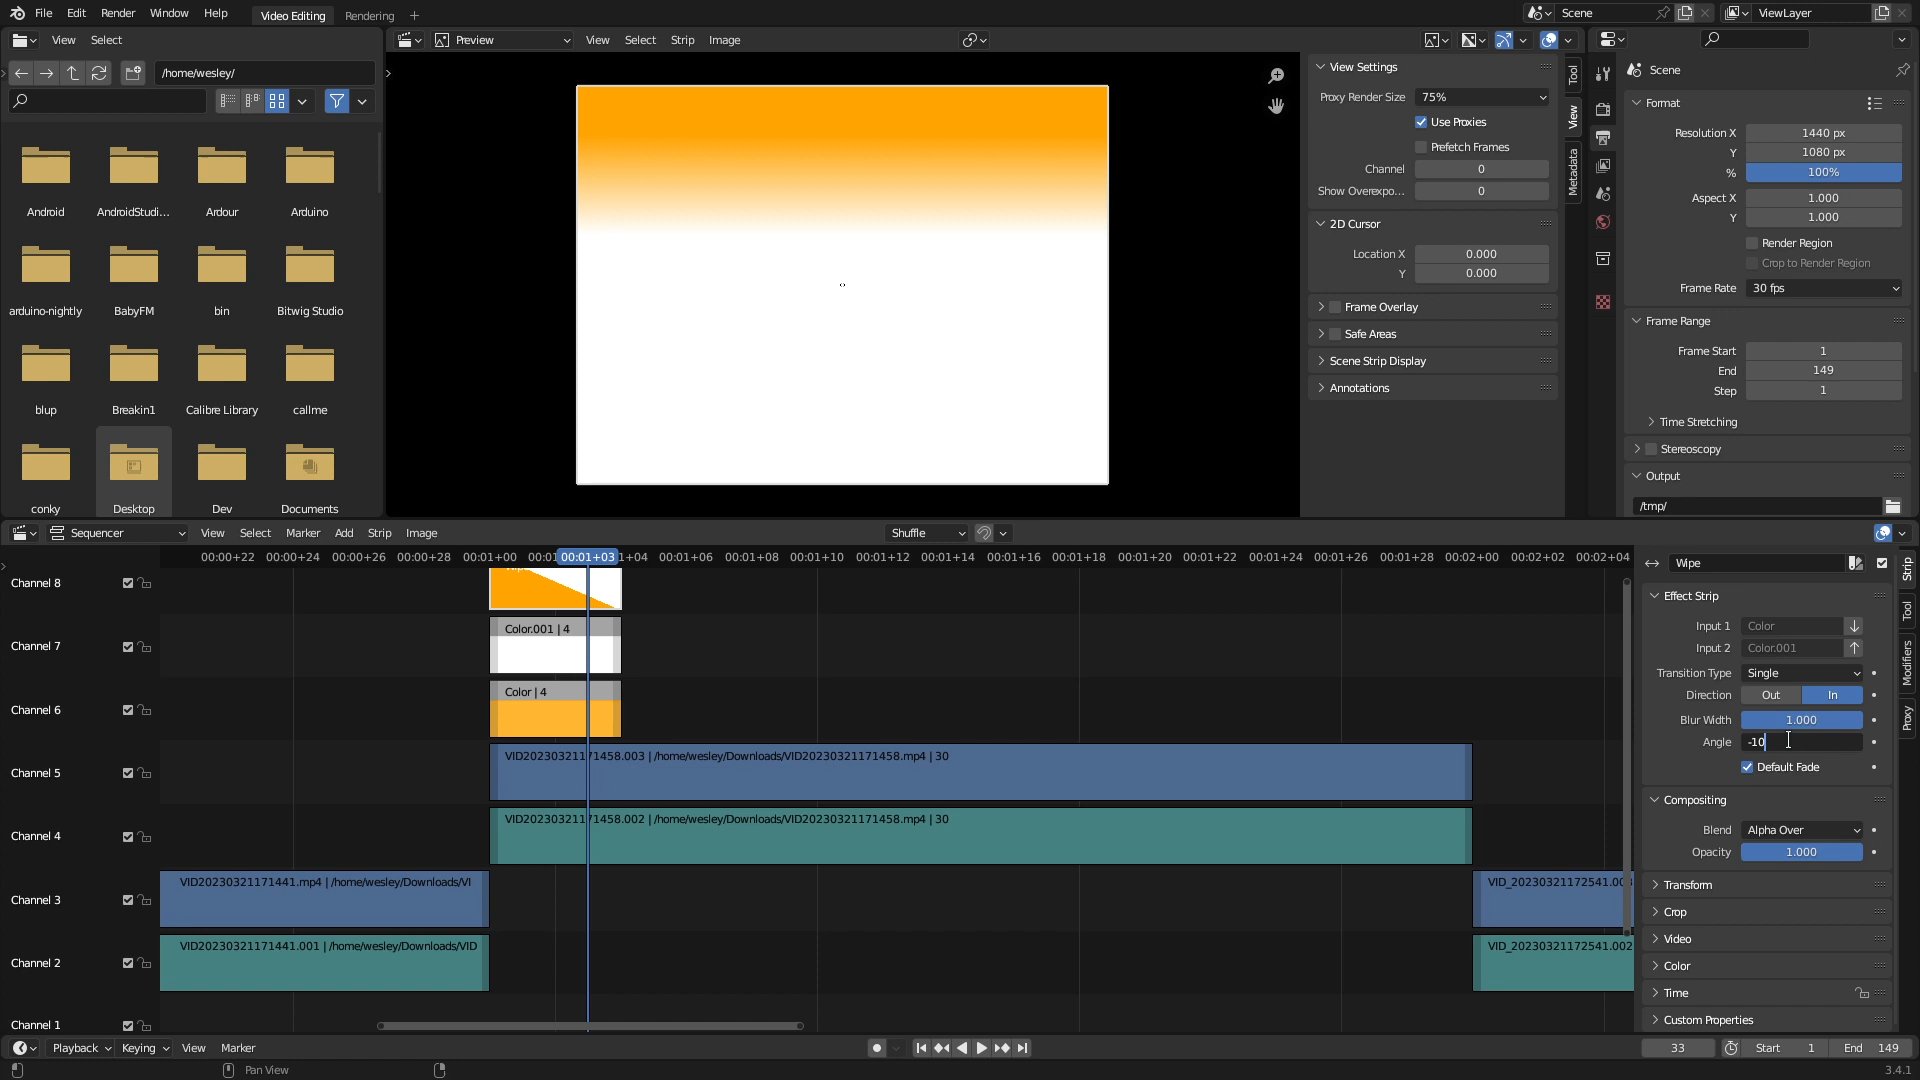 File Edit Render Window Help Video Editing Rendering + Scene ViewLayer
View Select
/home/wesley/
Android AndroidStudi... Ardour Arduino
arduino-nightly BabyFM bin Bitwig Studio
blup Breakin1 Calibre Library callme
conky Desktop Dev Documents
Preview View Select Strip Image
View Settings
Proxy Render Size 75%
Use Proxies
Prefetch Frames
Channel 0
Show Overexpo... 0
2D Cursor
Location X 0.000
Y 0.000
Frame Overlay
Safe Areas
Scene Strip Display
Annotations
Tool
View
Metadata
Scene
Format
Resolution X 1440 px
Y 1080 px
% 100%
Aspect X 1.000
Y 1.000
Render Region
Crop to Render Region
Frame Rate 30 fps
Frame Range
Frame Start 1
End 149
Step 1
Time Stretching
Stereoscopy
Output
/tmp/
Sequencer View Select Marker Add Strip Image Shuffle
00:00+22 00:00+24 00:00+26 00:00+28 00:01+00 00:01+03 00:01+06 00:01+08 00:01+10 00:01+12 00:01+14 00:01+16 00:01+18 00:01+20 00:01+22 00:01+24 00:01+26 00:01+28 00:02+00 00:02+02 00:02+04
Channel 8
Channel 7 Color.001 | 4
Channel 6 Color | 4
Channel 5 VID20230321171458.003 | /home/wesley/Downloads/VID20230321171458.mp4 | 30
Channel 4 VID20230321171458.002 | /home/wesley/Downloads/VID20230321171458.mp4 | 30
Channel 3 VID20230321171441.mp4 | /home/wesley/Downloads/VI VID_20230321172541.00
Channel 2 VID20230321171441.001 | /home/wesley/Downloads/VID VID_20230321172541.002
Channel 1
Wipe
Effect Strip
Input 1 Color
Input 2 Color.001
Transition Type Single
Direction Out In
Blur Width 1.000
Angle -10
Default Fade
Compositing
Blend Alpha Over
Opacity 1.000
Transform
Crop
Video
Color
Time
Custom Properties
Strip
Tool
Modifiers
Proxy
Playback Keying View Marker 33 Start 1 End 149
Pan View 3.4.1